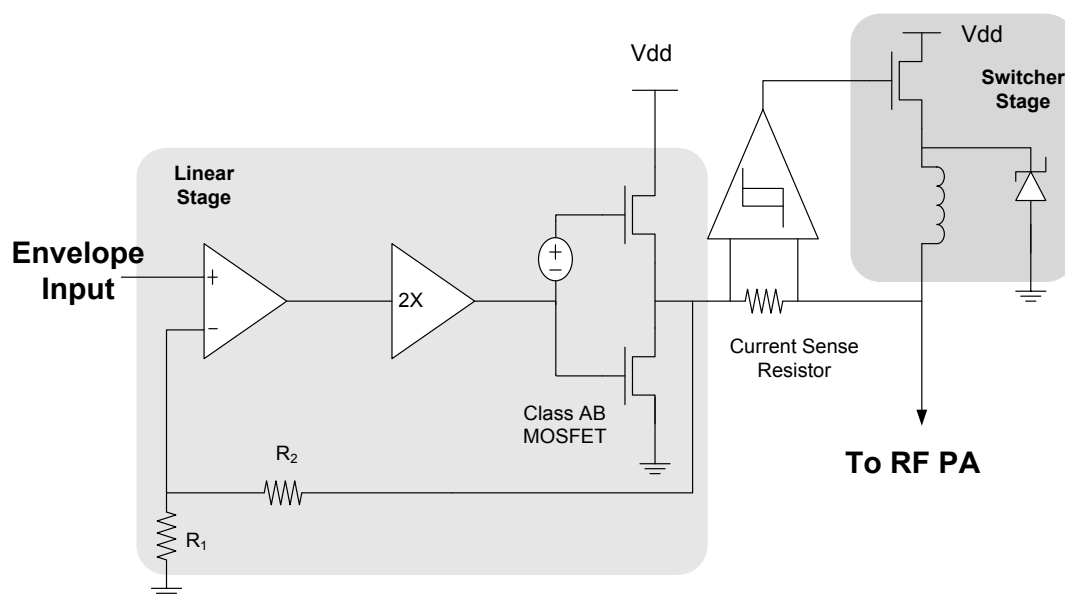 Vdd
Vdd
Switcher
Stage
Linear
Stage
Envelope
Input
+
−
2X
+
−
Current Sense
Resistor
Class AB
MOSFET
R₂
To RF PA
R₁